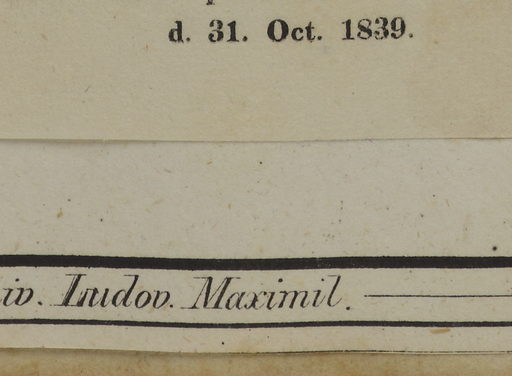 d. 31. Oct. 1839.
iv. Ludov. Maximil.